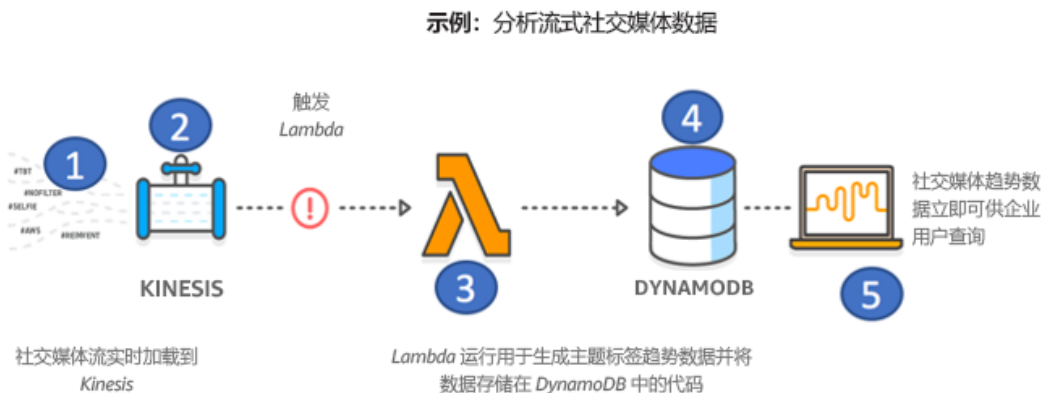 示例：分析流式社交媒体数据
触发
Lambda
1
2
3
4
5
#TBT
#NOFILTER
#SELFIE
#AWS
#REINVENT
KINESIS
DYNAMODB
社交媒体趋势数
据立即可供企业
用户查询
社交媒体流实时加载到
Kinesis
Lambda 运行用于生成主题标签趋势数据并将
数据存储在 DynamoDB 中的代码